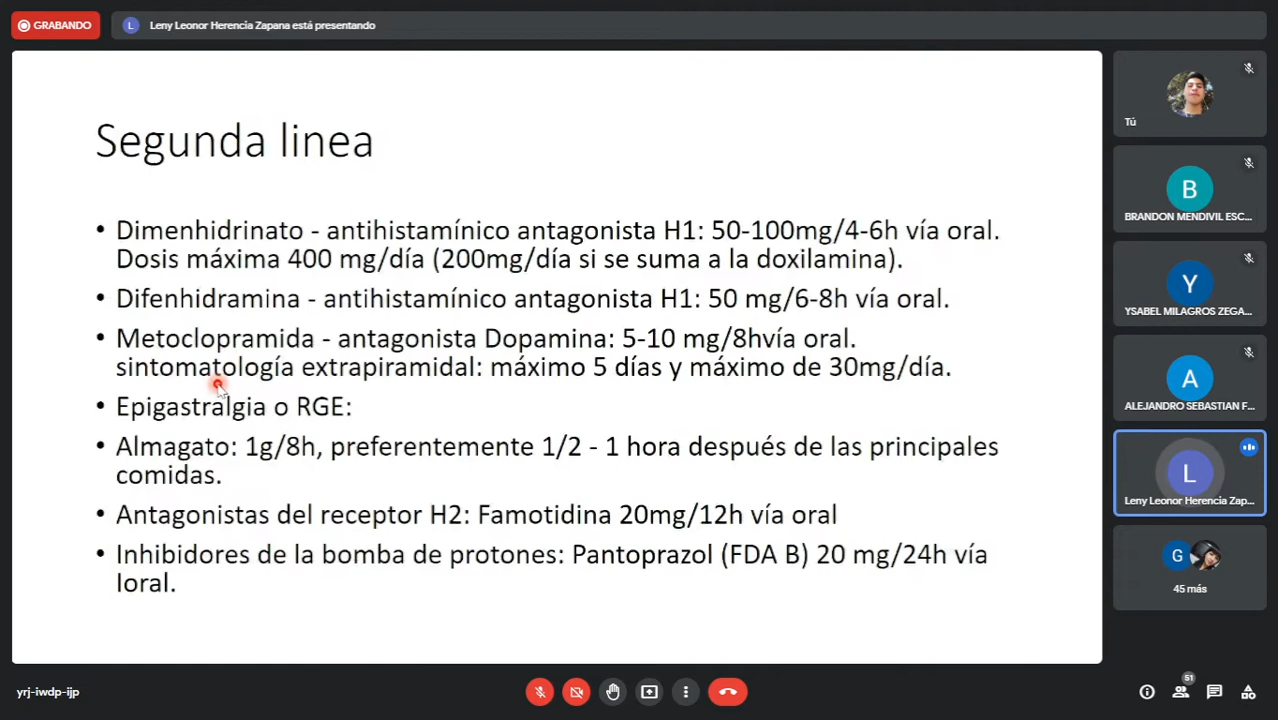 GRABANDO
L
Leny Leonor Herencia Zapana está presentando
Segunda linea
• Dimenhidrinato - antihistamínico antagonista H1: 50-100mg/4-6h vía oral.
Dosis máxima 400 mg/día (200mg/día si se suma a la doxilamina).
• Difenhidramina - antihistamínico antagonista H1: 50 mg/6-8h vía oral.
• Metoclopramida - antagonista Dopamina: 5-10 mg/8hvía oral.
sintomatología extrapiramidal: máximo 5 días y máximo de 30mg/día.
• Epigastralgia o RGE:
• Almagato: 1g/8h, preferentemente 1/2 - 1 hora después de las principales
comidas.
• Antagonistas del receptor H2: Famotidina 20mg/12h vía oral
• Inhibidores de la bomba de protones: Pantoprazol (FDA B) 20 mg/24h vía
loral.
Tú
B
BRANDON MENDIVIL ESC...
Y
YSABEL MILAGROS ZEGA...
A
ALEJANDRO SEBASTIAN F...
L
Leny Leonor Herencia Zap...
G
45 más
yrj-iwdp-ijp
51